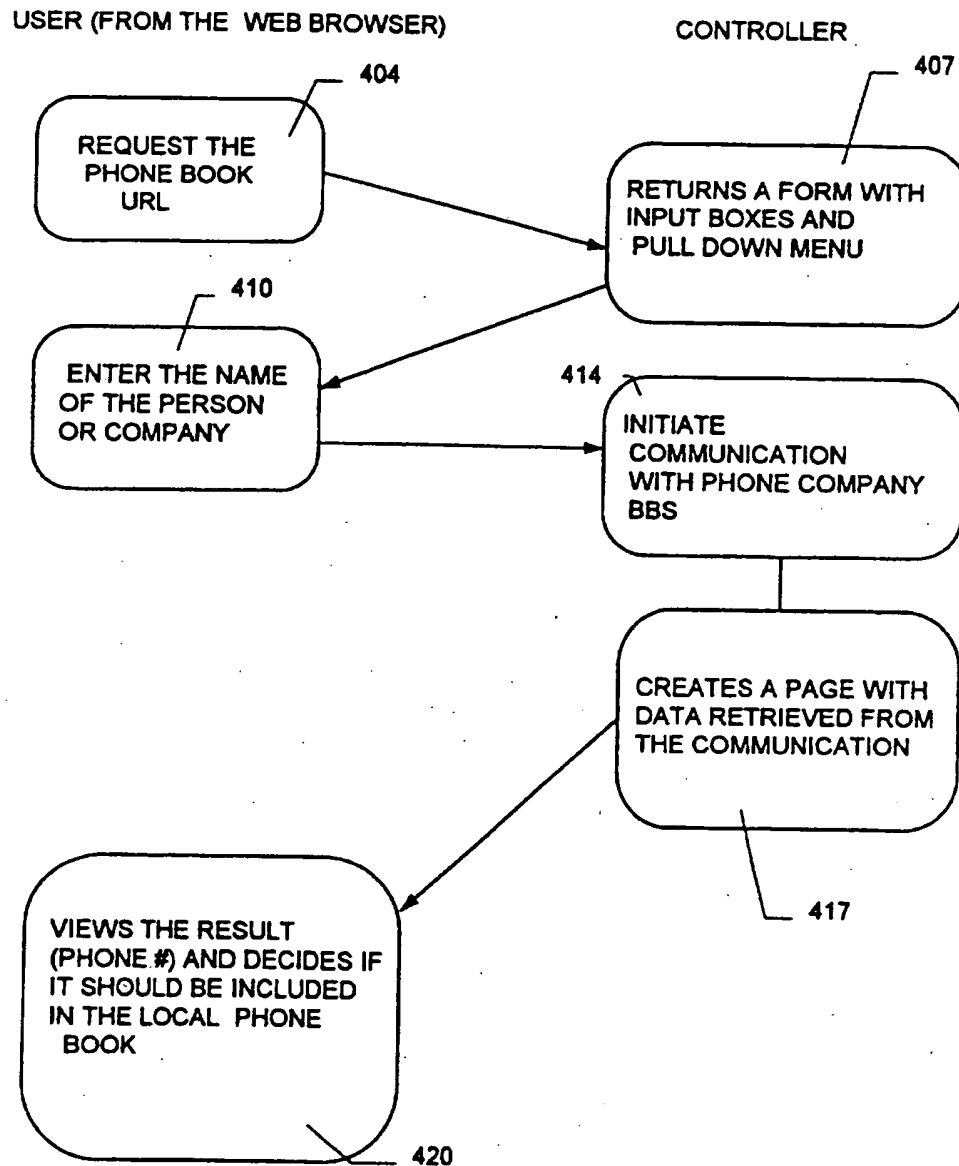 USER (FROM THE WEB BROWSER)
CONTROLLER
404
407
REQUEST THE
PHONE BOOK
URL
RETURNS A FORM WITH
INPUT BOXES AND
PULL DOWN MENU
410
ENTER THE NAME
OF THE PERSON
OR COMPANY
414
INITIATE
COMMUNICATION
WITH PHONE COMPANY
BBS
CREATES A PAGE WITH
DATA RETRIEVED FROM
THE COMMUNICATION
417
VIEWS THE RESULT
(PHONE #) AND DECIDES IF
IT SHOULD BE INCLUDED
IN THE LOCAL PHONE
BOOK
420